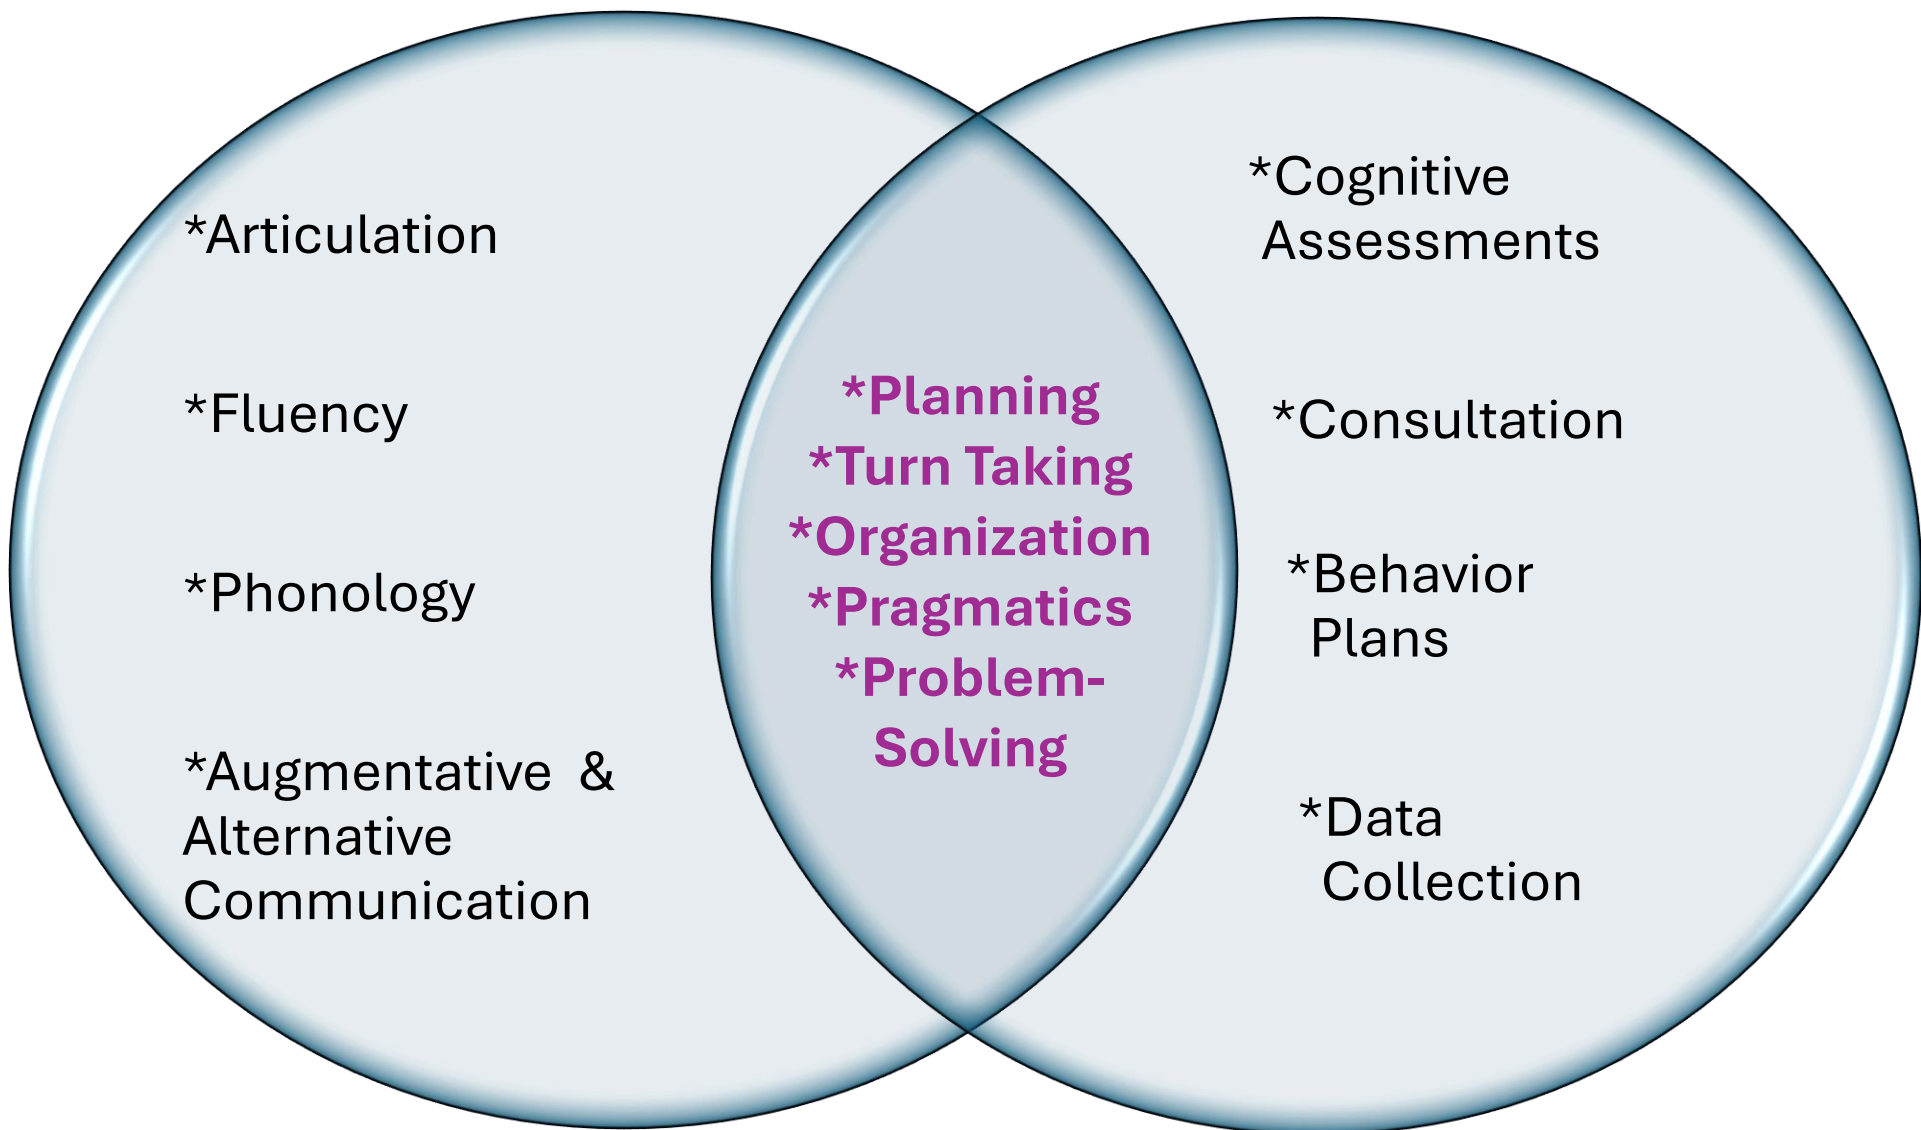 *Articulation
*Fluency
*Phonology
*Augmentative &
Alternative
Communication
*Planning
*Turn Taking
*Organization
*Pragmatics
*Problem-
Solving
*Cognitive
Assessments
*Consultation
*Behavior
Plans
*Data
Collection